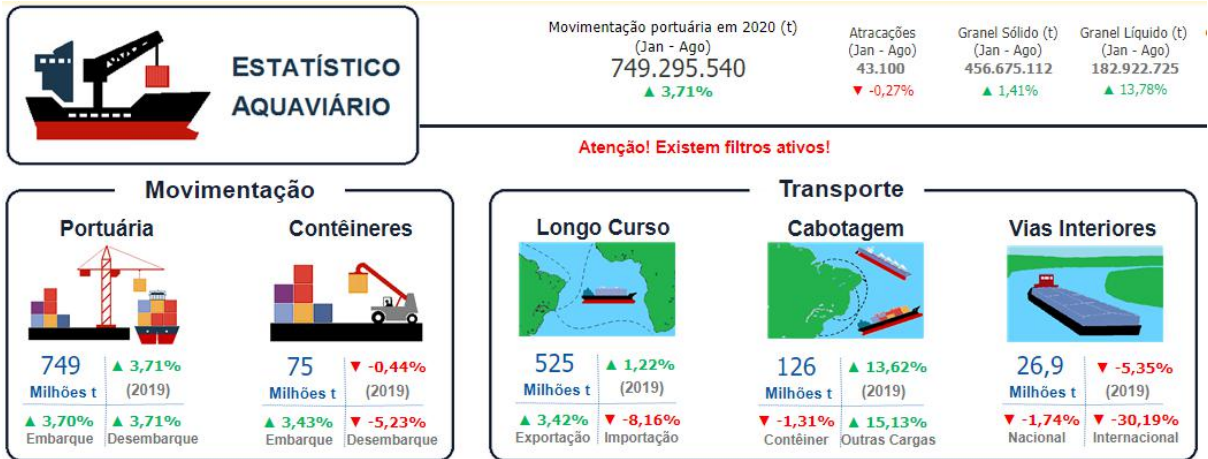 ESTATÍSTICO
AQUAVIÁRIO
Movimentação portuária em 2020 (t)
(Jan - Ago)
749.295.540
▲ 3,71%
Atracações
(Jan - Ago)
43.100
▼ -0,27%
Granel Sólido (t)
(Jan - Ago)
456.675.112
▲ 1,41%
Granel Líquido (t)
(Jan - Ago)
182.922.725
▲ 13,78%
Atenção! Existem filtros ativos!
Movimentação
Portuária
749
Milhões t
▲ 3,71%
(2019)
▲ 3,70%
Embarque
▲ 3,71%
Desembarque
Contêineres
75
Milhões t
▼ -0,44%
(2019)
▲ 3,43%
Embarque
▼ -5,23%
Desembarque
Transporte
Longo Curso
525
Milhões t
▲ 1,22%
(2019)
▲ 3,42%
Exportação
▼ -8,16%
Importação
Cabotagem
126
Milhões t
▲ 13,62%
(2019)
▼ -1,31%
Contêiner
▲ 15,13%
Outras Cargas
Vias Interiores
26,9
Milhões t
▼ -5,35%
(2019)
▼ -1,74%
Nacional
▼ -30,19%
Internacional